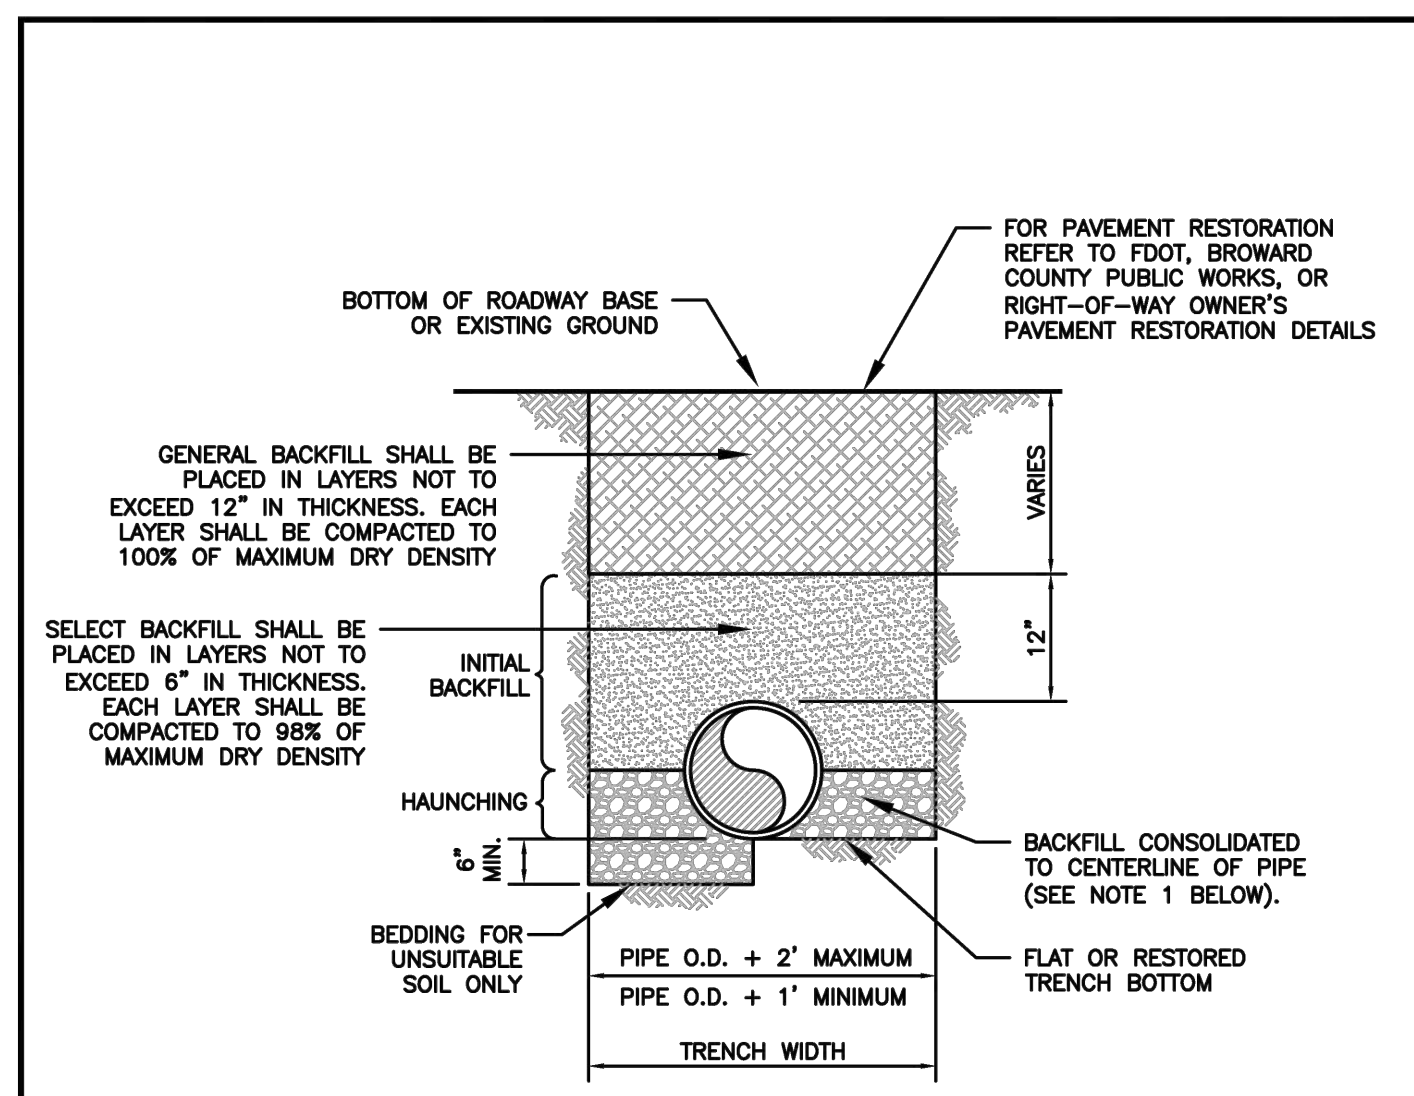 FOR PAVEMENT RESTORATION
REFER TO FDOT, BROWARD
COUNTY PUBLIC WORKS, OR
RIGHT-OF-WAY OWNER'S
PAVEMENT RESTORATION DETAILS
BOTTOM OF ROADWAY BASE
OR EXISTING GROUND
GENERAL BACKFILL SHALL BE
PLACED IN LAYERS NOT TO
EXCEED 12" IN THICKNESS. EACH
LAYER SHALL BE COMPACTED TO
100% OF MAXIMUM DRY DENSITY
VARIES
SELECT BACKFILL SHALL BE
PLACED IN LAYERS NOT TO
EXCEED 6" IN THICKNESS.
EACH LAYER SHALL BE
COMPACTED TO 98% OF
MAXIMUM DRY DENSITY
INITIAL
BACKFILL
12"
HAUNCHING
6"
MIN.
BACKFILL CONSOLIDATED
TO CENTERLINE OF PIPE
(SEE NOTE 1 BELOW).
BEDDING FOR
UNSUITABLE
SOIL ONLY
PIPE O.D. + 2' MAXIMUM
PIPE O.D. + 1' MINIMUM
FLAT OR RESTORED
TRENCH BOTTOM
TRENCH WIDTH